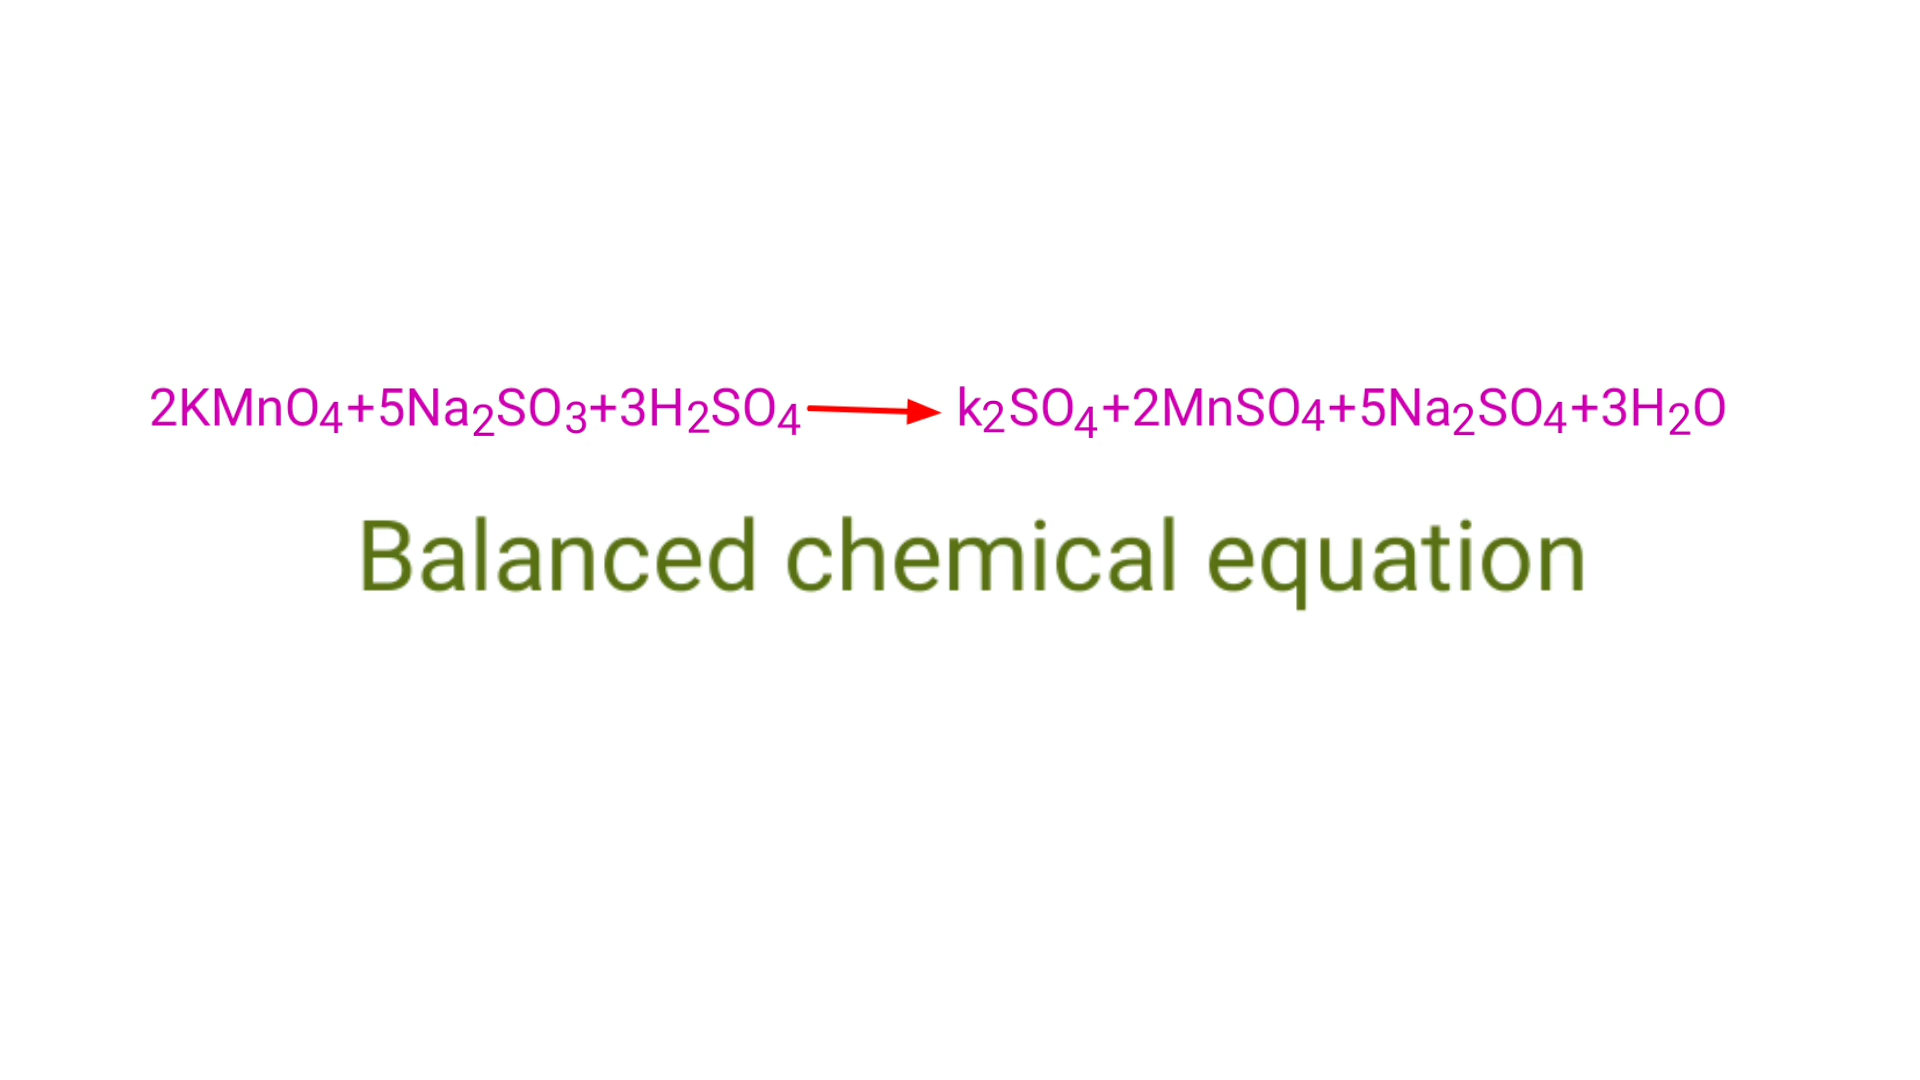 2KMnO₄+5Na₂SO₃+3H₂SO₄⟶k₂SO₄+2MnSO₄+5Na₂SO₄+3H₂O
Balanced chemical equation